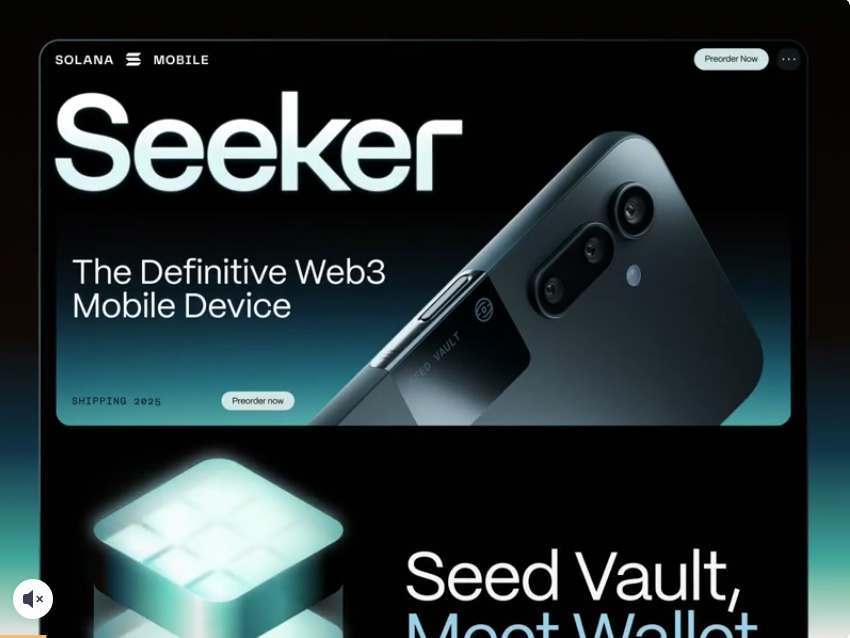 SOLANA MOBILE
Preorder Now
Seeker
The Definitive Web3
Mobile Device
SEED VAULT
SHIPPING 2025
Preorder now
Seed Vault,
Meet Wallet